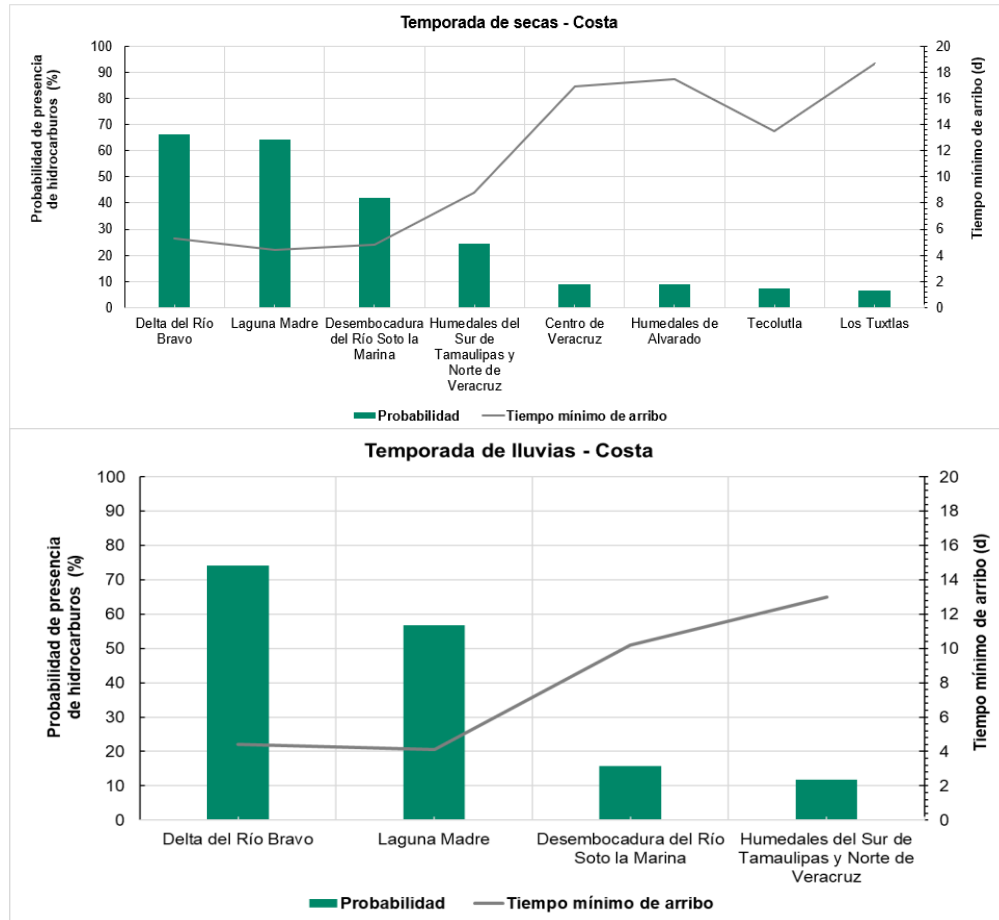 Temporada de secas - Costa
Probabilidad de presencia
de hidrocarburos (%)
100
90
80
70
60
50
40
30
20
10
0
20
18
16
14
12
10
8
6
4
2
0
Tiempo mínimo de arribo (d)
Delta del Río
Bravo
Laguna Madre
Desembocadura
del Río Soto la
Marina
Humedales del
Sur de
Tamaulipas y
Norte de
Veracruz
Centro de
Veracruz
Humedales de
Alvarado
Tecolutla
Los Tuxtlas
Probabilidad
Tiempo mínimo de arribo
Temporada de lluvias - Costa
Probabilidad de presencia
de hidrocarburos (%)
100
90
80
70
60
50
40
30
20
10
0
20
18
16
14
12
10
8
6
4
2
0
Tiempo mínimo de arribo (d)
Delta del Río Bravo
Laguna Madre
Desembocadura del Río
Soto la Marina
Humedales del Sur de
Tamaulipas y Norte de
Veracruz
Probabilidad
Tiempo mínimo de arribo